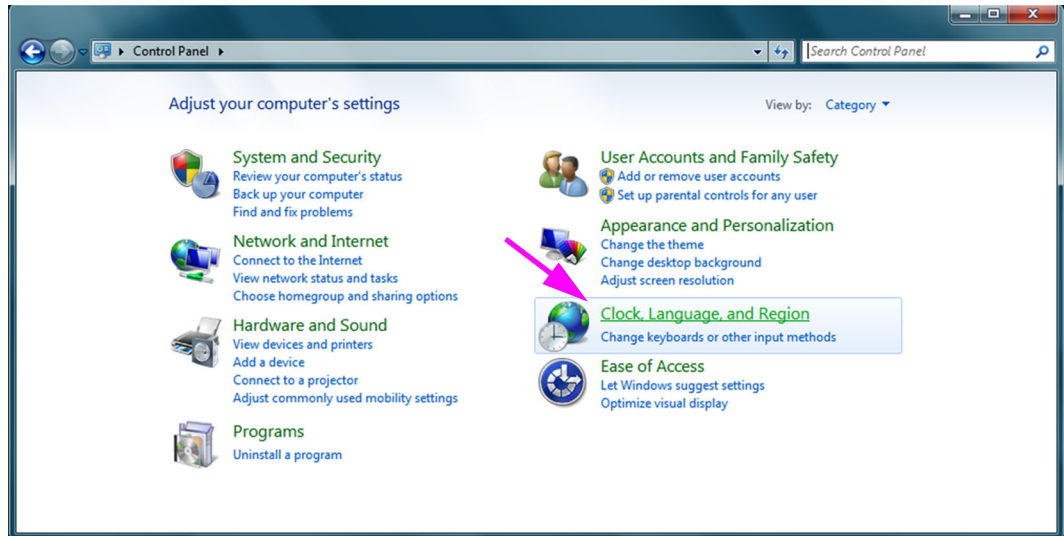 Control Panel
Search Control Panel
Adjust your computer's settings
View by: Category
System and Security
Review your computer's status
Back up your computer
Find and fix problems
Network and Internet
Connect to the Internet
View network status and tasks
Choose homegroup and sharing options
Hardware and Sound
View devices and printers
Add a device
Connect to a projector
Adjust commonly used mobility settings
Programs
Uninstall a program
User Accounts and Family Safety
Add or remove user accounts
Set up parental controls for any user
Appearance and Personalization
Change the theme
Change desktop background
Adjust screen resolution
Clock, Language, and Region
Change keyboards or other input methods
Ease of Access
Let Windows suggest settings
Optimize visual display